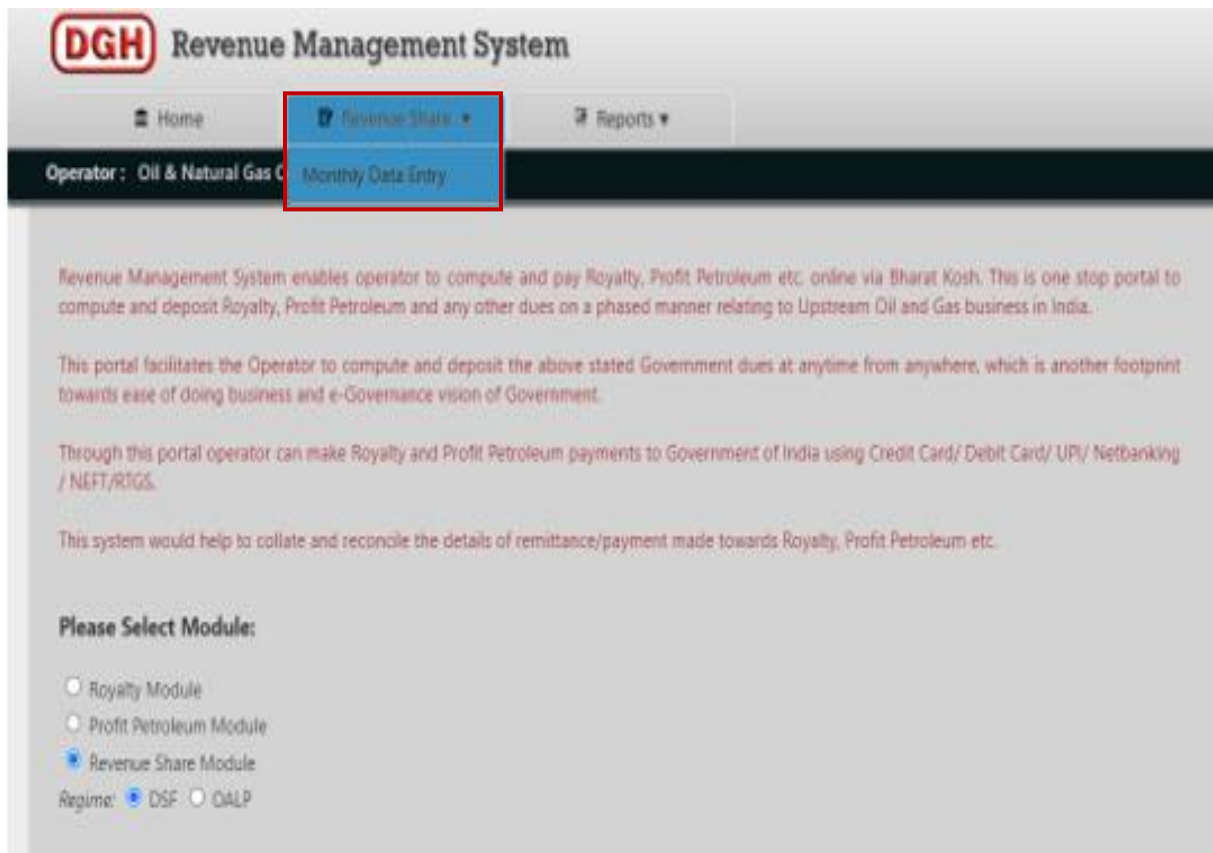 DGH Revenue Management System
Home Revenue Share ▼ Reports ▼
Operator : Oil & Natural Gas C
Monthly Data Entry
Revenue Management System enables operator to compute and pay Royalty, Profit Petroleum etc. online via Bharat Kosh. This is one stop portal to
compute and deposit Royalty, Profit Petroleum and any other dues on a phased manner relating to Upstream Oil and Gas business in India.
This portal facilitates the Operator to compute and deposit the above stated Government dues at anytime from anywhere, which is another footprint
towards ease of doing business and e-Governance vision of Government.
Through this portal operator can make Royalty and Profit Petroleum payments to Government of India using Credit Card/ Debit Card/ UPI/ Netbanking
/ NEFT/RTGS.
This system would help to collate and reconcile the details of remittance/payment made towards Royalty, Profit Petroleum etc.
Please Select Module:
Royalty Module
Profit Petroleum Module
Revenue Share Module
Regime: DSF OALP